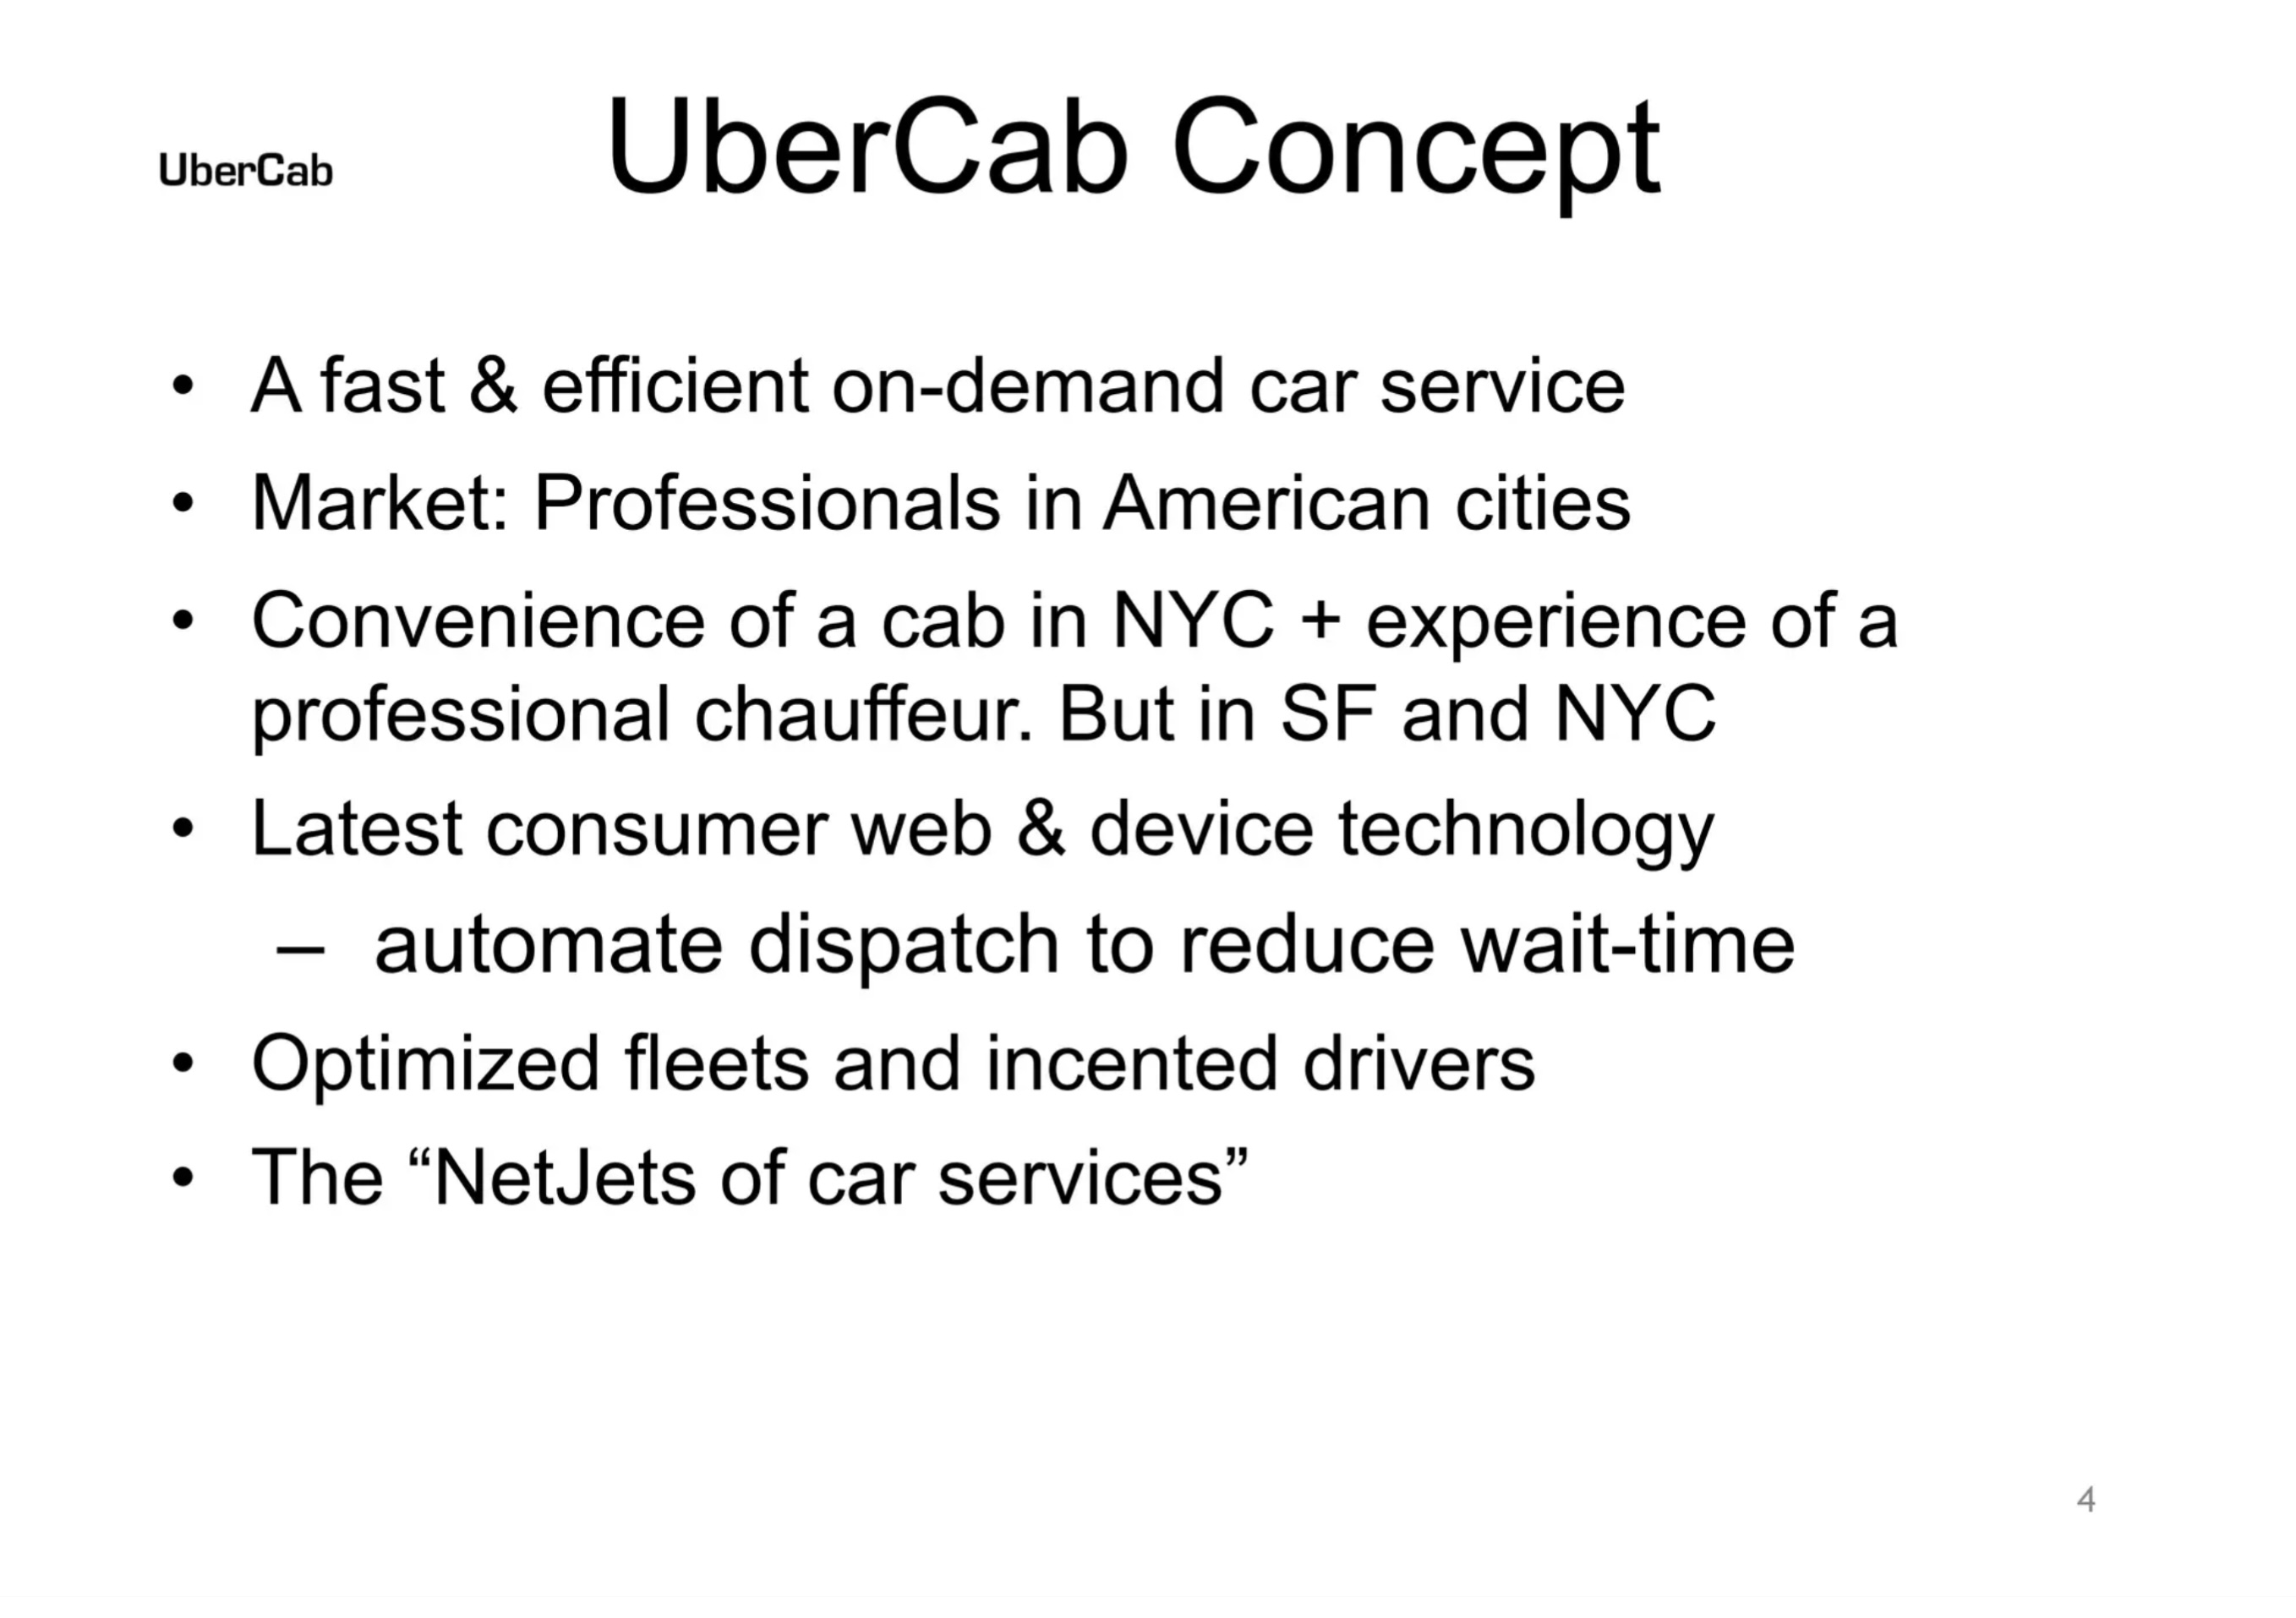 UberCab Concept
UberCab
• A fast & efficient on-demand car service
• Market: Professionals in American cities
• Convenience of a cab in NYC + experience of a
professional chauffeur. But in SF and NYC
• Latest consumer web & device technology
– automate dispatch to reduce wait-time
• Optimized fleets and incented drivers
• The “NetJets of car services”
4